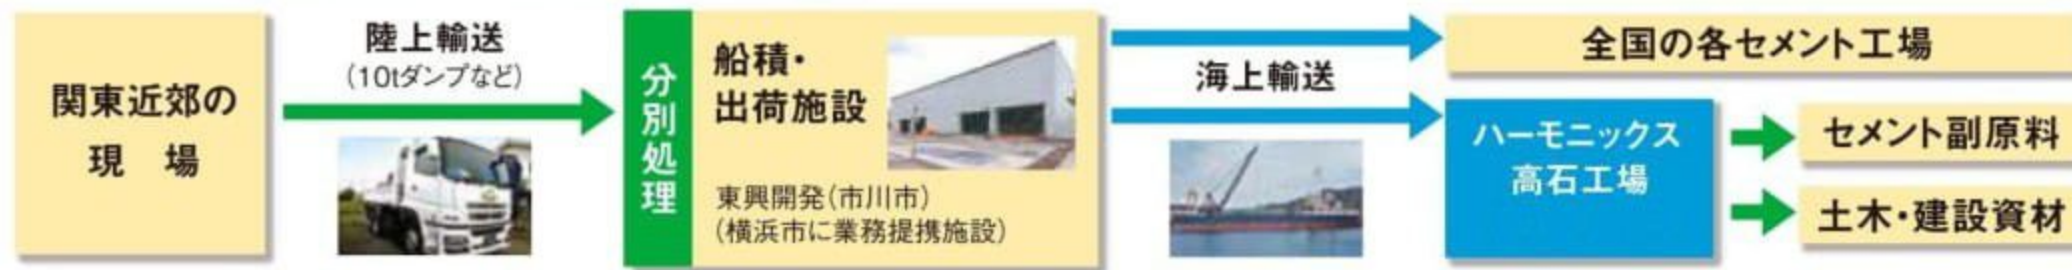 関東近郊の
現　場
陸上輸送
（10tダンプなど）
分別処理
船積・
出荷施設
東興開発（市川市）
（横浜市に業務提携施設）
海上輸送
全国の各セメント工場
ハーモニックス
高石工場
セメント副原料
土木・建設資材